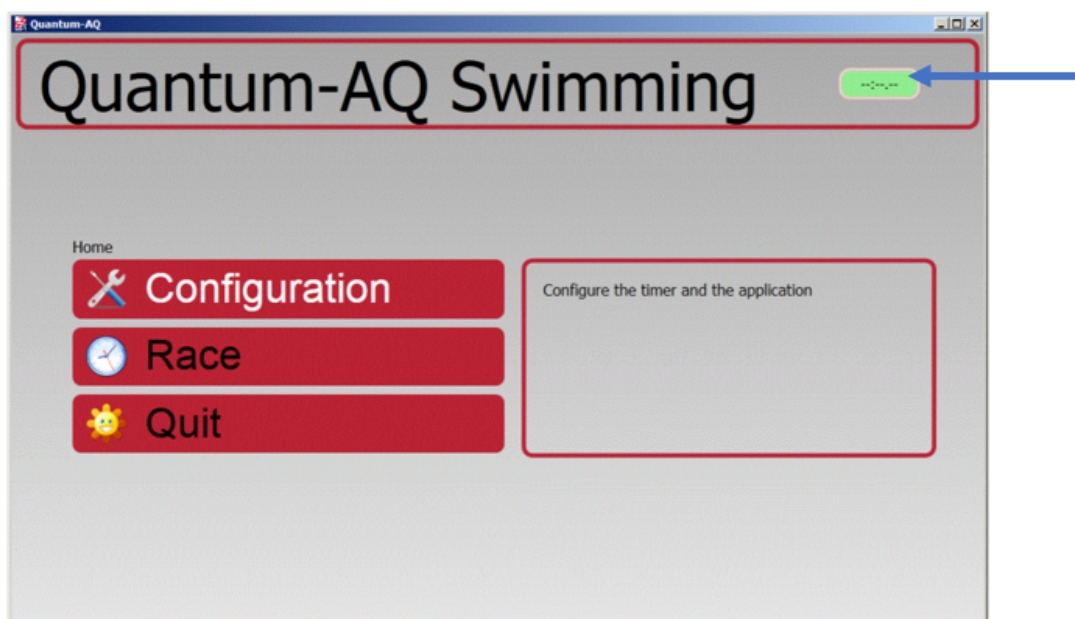 Quantum-AQ
Quantum-AQ Swimming
--:--.--
Home
Configuration
Configure the timer and the application
Race
Quit